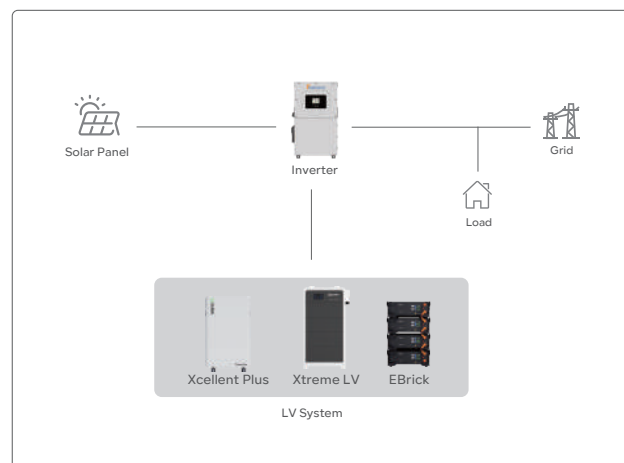 Solar Panel
Inverter
Grid
Load
Xcellent Plus
Xtreme LV
EBrick
LV System